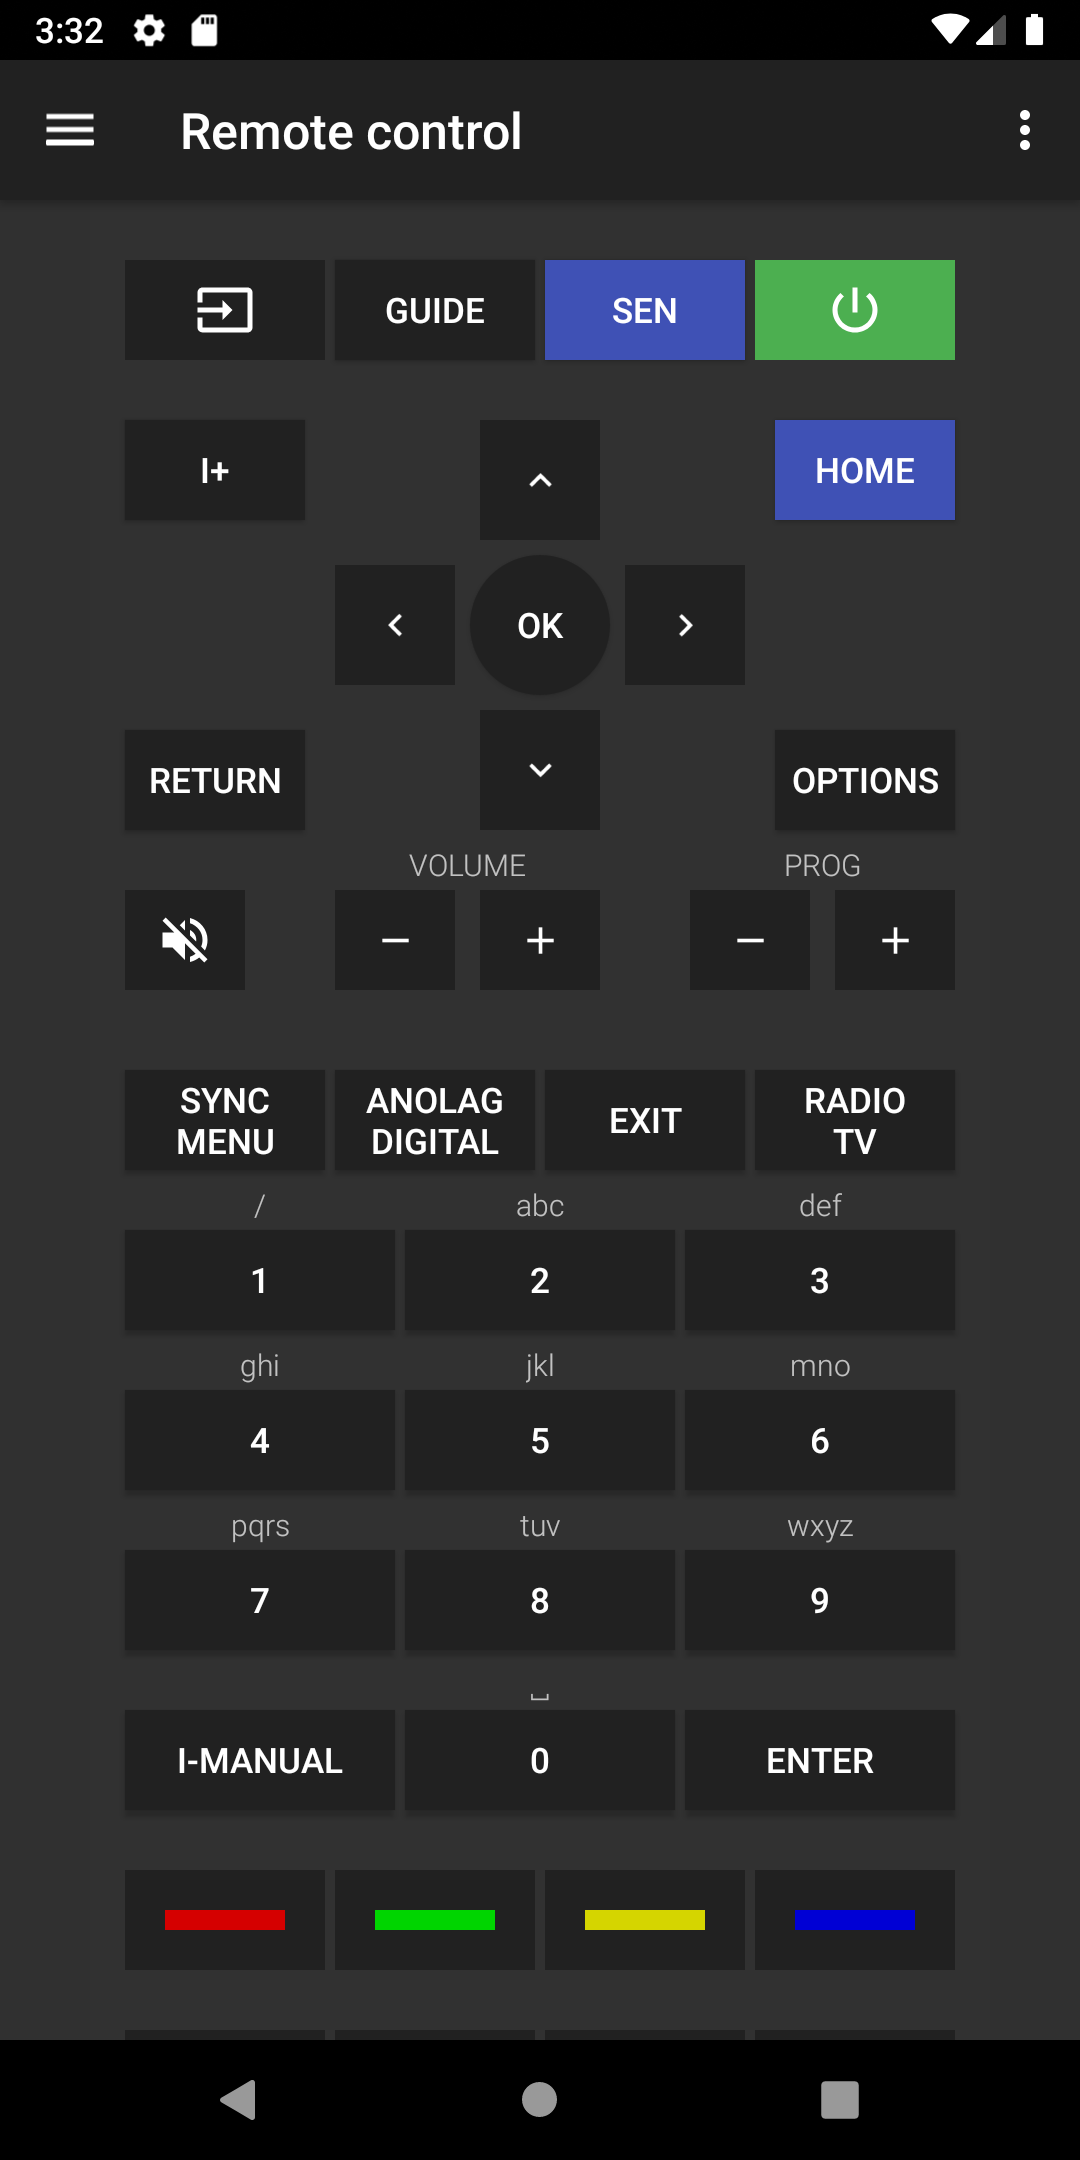 3:32
Remote control
GUIDE
SEN
I+
HOME
OK
RETURN
OPTIONS
VOLUME
PROG
SYNC
MENU
ANOLAG
DIGITAL
EXIT
RADIO
TV
/
abc
def
1
2
3
ghi
jkl
mno
4
5
6
pqrs
tuv
wxyz
7
8
9
I-MANUAL
0
ENTER